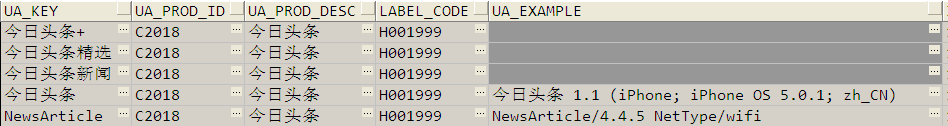 UA_KEY UA_PROD_ID UA_PROD_DESC LABEL_CODE UA_EXAMPLE
今日头条+ C2018 今日头条 H001999
今日头条精选 C2018 今日头条 H001999
今日头条新闻 C2018 今日头条 H001999
今日头条 C2018 今日头条 H001999 今日头条 1.1 (iPhone; iPhone OS 5.0.1; zh_CN)
NewsArticle C2018 今日头条 H001999 NewsArticle/4.4.5 NetType/wifi